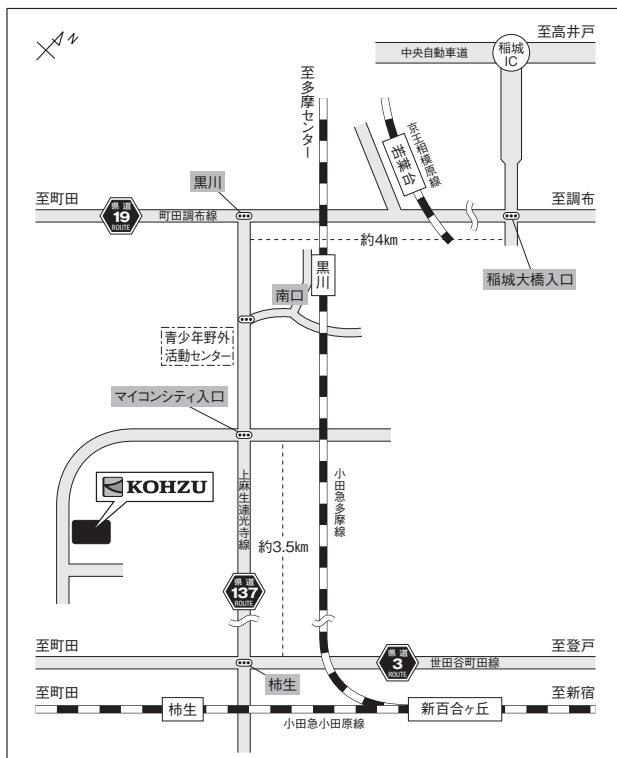 N
至高井戸
中央自動車道
稲城
IC
至多摩センター
京王相模原線
若葉台
至町田
黒川
県道
19
ROUTE
町田調布線
至調布
約4km
稲城大橋入口
黒川
南口
青少年野外
活動センター
マイコンシティ入口
KOHZU
上麻生連光寺線
小田急多摩線
約3.5km
県道
137
ROUTE
至町田
至登戸
県道
3
ROUTE
世田谷町田線
柿生
至町田
至新宿
柿生
新百合ヶ丘
小田急小田原線